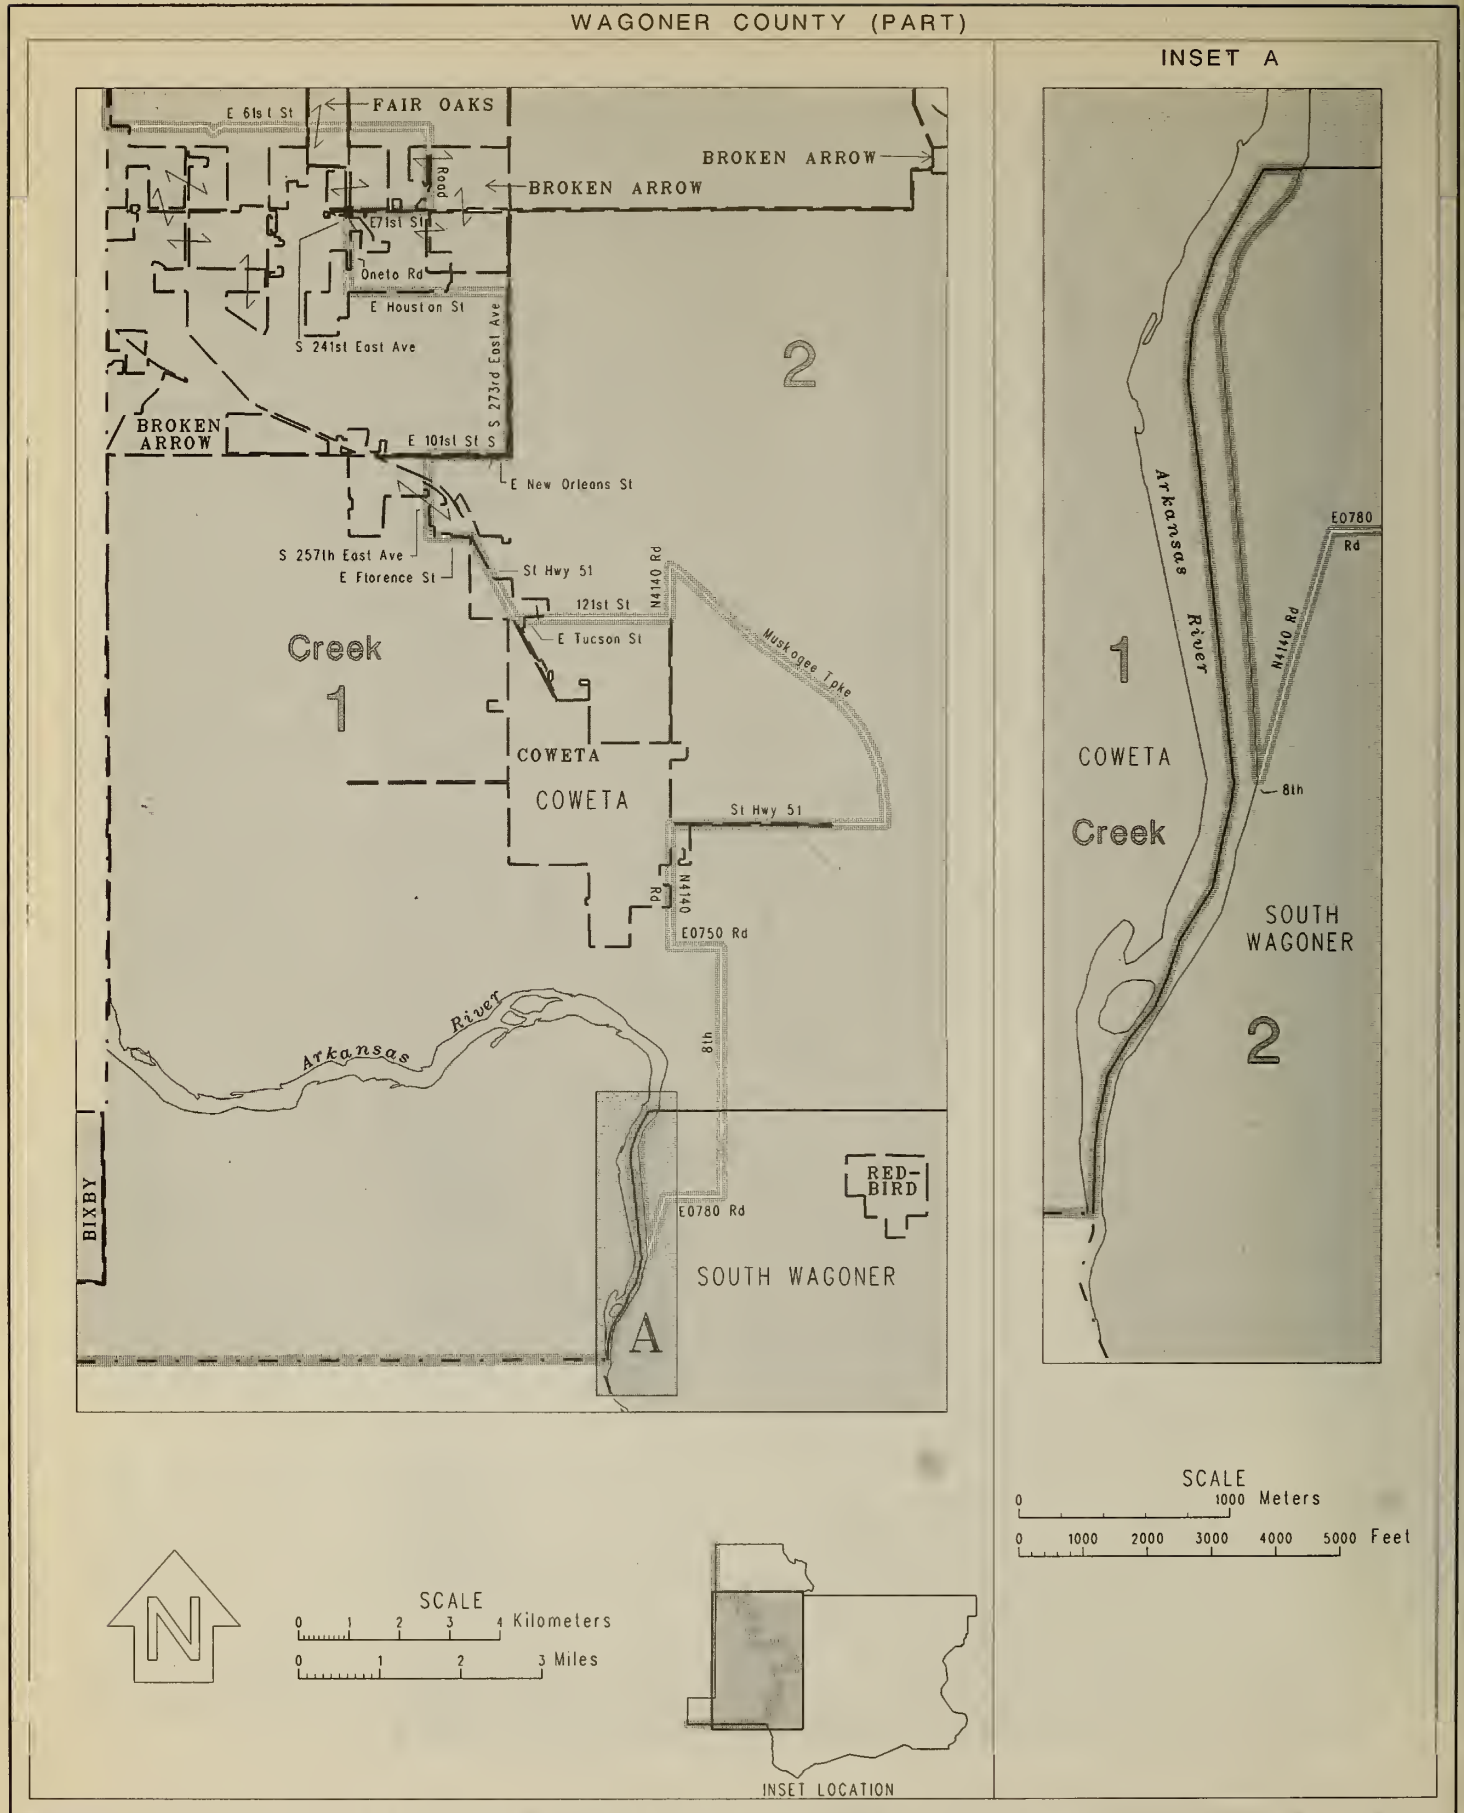 WAGONER COUNTY (PART)
INSET A
E 61st St
FAIR OAKS
BROKEN ARROW
BROKEN ARROW
Road
E71st St
Oneto Rd
E Houston St
S 241st East Ave
S 273rd East Ave
2
BROKEN
ARROW
E 101st St S
E New Orleans St
S 257th East Ave
E Florence St
St Hwy 51
N4140 Rd
121st St
E Tucson St
Muskogee Tpke
Creek
1
COWETA
COWETA
St Hwy 51
N4140
Rd
E0750 Rd
8th
Arkansas
River
BIXBY
RED-
BIRD
E0780 Rd
SOUTH WAGONER
A
Arkansas
River
E0780
Rd
N4140 Rd
1
COWETA
8th
Creek
SOUTH
WAGONER
2
SCALE
0 1000 Meters
0 1000 2000 3000 4000 5000 Feet
N
SCALE
0 1 2 3 4 Kilometers
0 1 2 3 Miles
INSET LOCATION